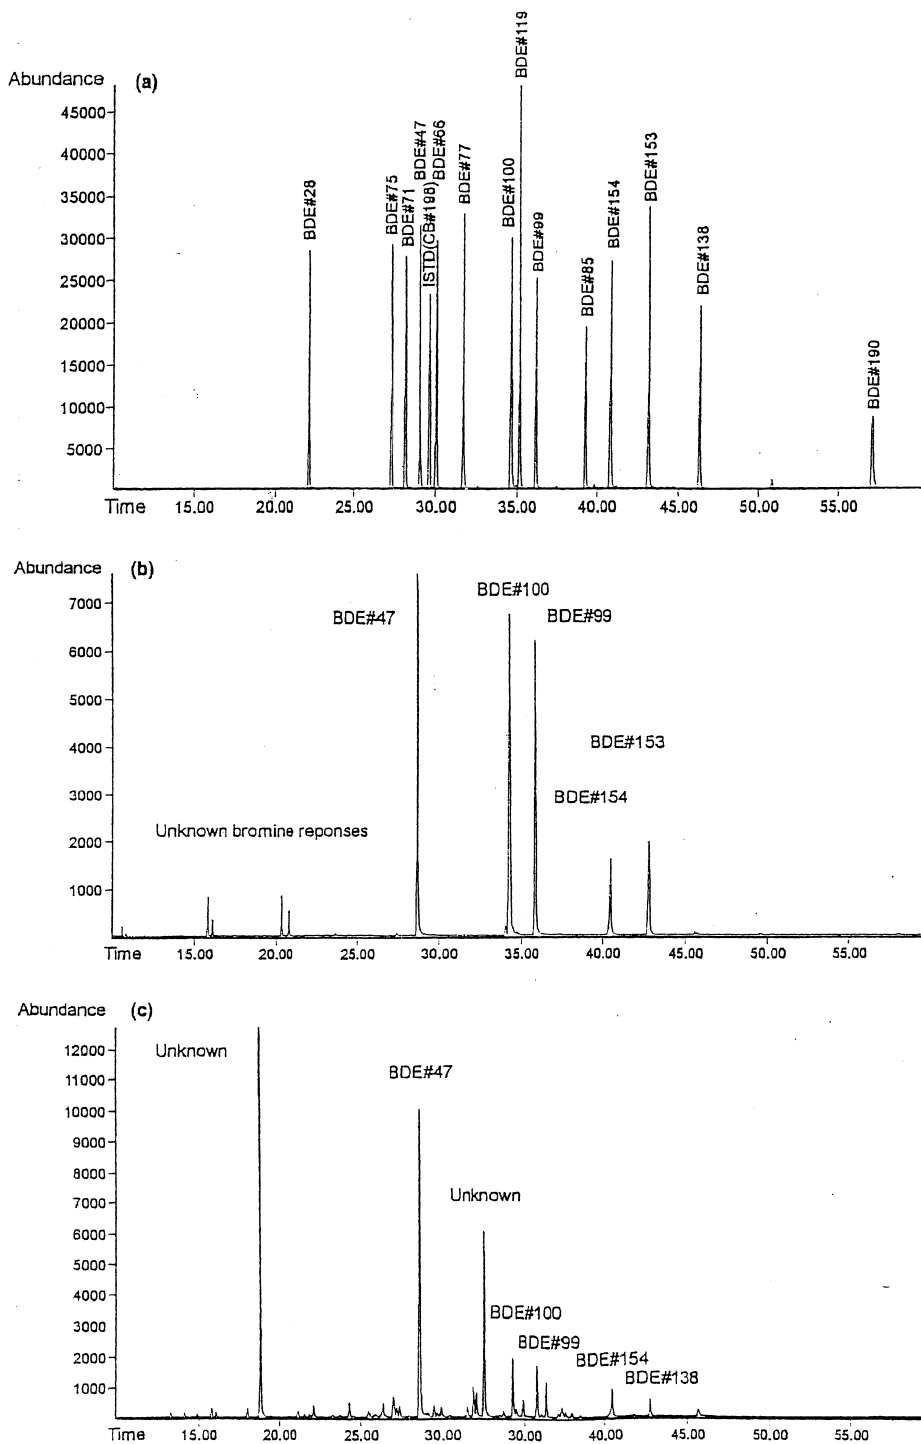 Abundance (a)
BDE#28
BDE#75
BDE#71
BDE#47
ISTD(CB#198)
BDE#66
BDE#77
BDE#100
BDE#119
BDE#99
BDE#85
BDE#154
BDE#153
BDE#138
BDE#190
45000
40000
35000
30000
25000
20000
15000
10000
5000
Time 15.00 20.00 25.00 30.00 35.00 40.00 45.00 50.00 55.00
Abundance (b)
BDE#100
BDE#47 BDE#99
BDE#153
BDE#154
Unknown bromine reponses
7000
6000
5000
4000
3000
2000
1000
Time 15.00 20.00 25.00 30.00 35.00 40.00 45.00 50.00 55.00
Abundance (c)
Unknown
BDE#47
Unknown
BDE#100
BDE#99
BDE#154
BDE#138
12000
11000
10000
9000
8000
7000
6000
5000
4000
3000
2000
1000
Time 15.00 20.00 25.00 30.00 35.00 40.00 45.00 50.00 55.00